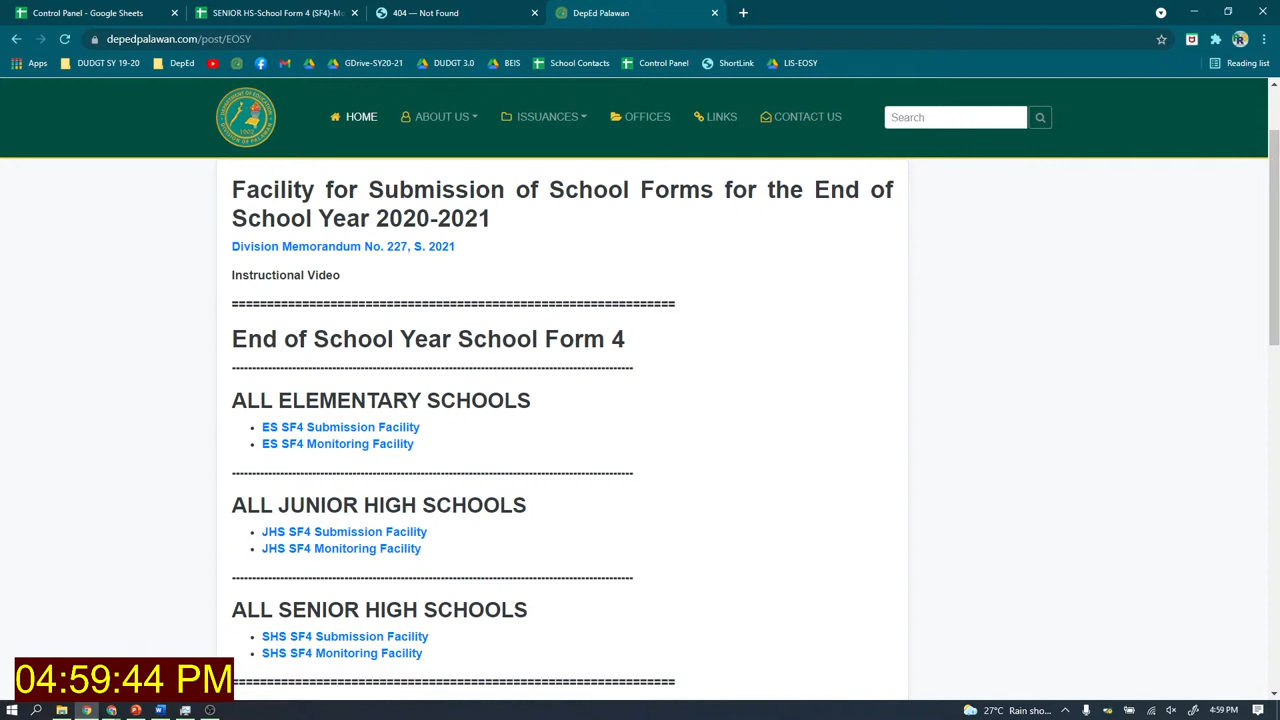 Control Panel - Google Sheets
SENIOR HS-School Form 4 (SF4)-Mo
404 — Not Found
DepEd Palawan
depedpalawan.com/post/EOSY
Apps
DUDGT SY 19-20
DepEd
GDrive-SY20-21
DUDGT 3.0
BEIS
School Contacts
Control Panel
ShortLink
LIS-EOSY
Reading list
HOME
ABOUT US
ISSUANCES
OFFICES
LINKS
CONTACT US
Search
Facility for Submission of School Forms for the End of
School Year 2020-2021
Division Memorandum No. 227, S. 2021
Instructional Video
===============================================================
End of School Year School Form 4
-----------------------------------------------------------------------------------------
ALL ELEMENTARY SCHOOLS
• ES SF4 Submission Facility
• ES SF4 Monitoring Facility
-----------------------------------------------------------------------------------------
ALL JUNIOR HIGH SCHOOLS
• JHS SF4 Submission Facility
• JHS SF4 Monitoring Facility
-----------------------------------------------------------------------------------------
ALL SENIOR HIGH SCHOOLS
• SHS SF4 Submission Facility
• SHS SF4 Monitoring Facility
===============================================================
04:59:44 PM
27°C Rain sho...
4:59 PM